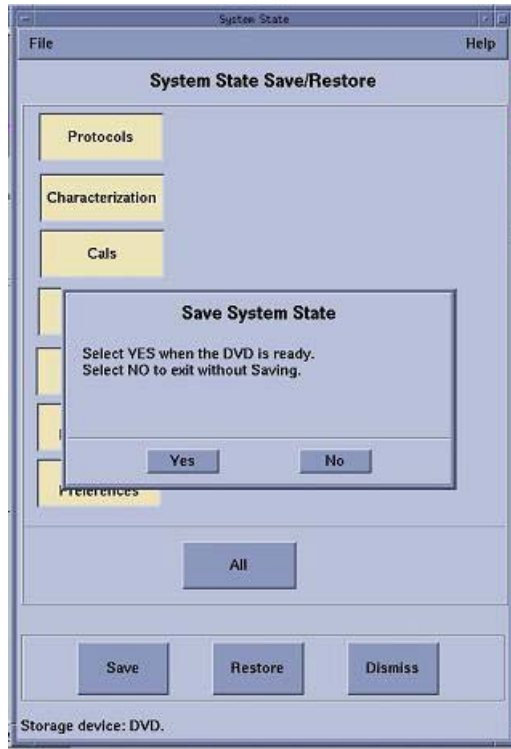 System State
File Help
System State Save/Restore
Protocols
Characterization
Cals
Save System State
Select YES when the DVD is ready.
Select NO to exit without Saving.
Yes No
Preferences
All
Save Restore Dismiss
Storage device: DVD.